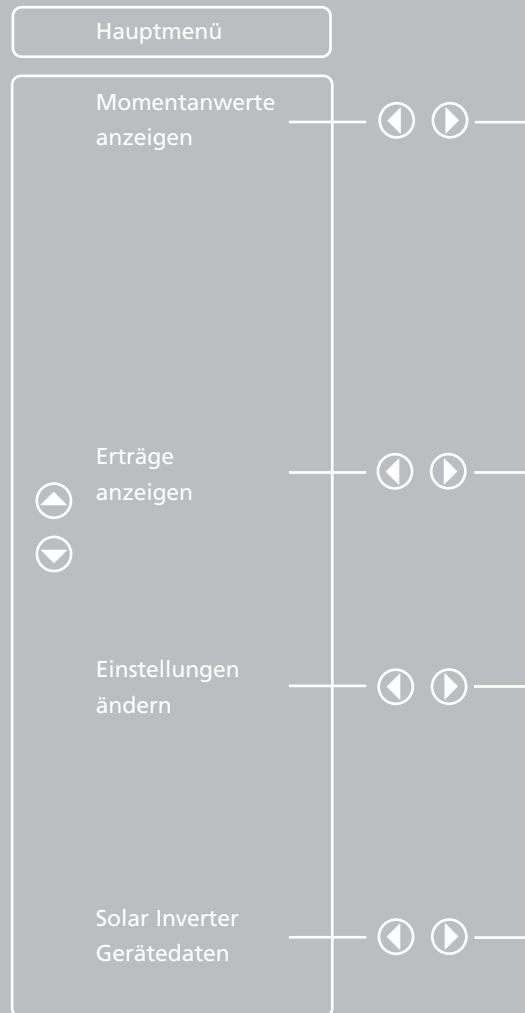 Hauptmenü
Momentanwerte
anzeigen
Erträge
anzeigen
Einstellungen
ändern
Solar Inverter
Gerätedaten